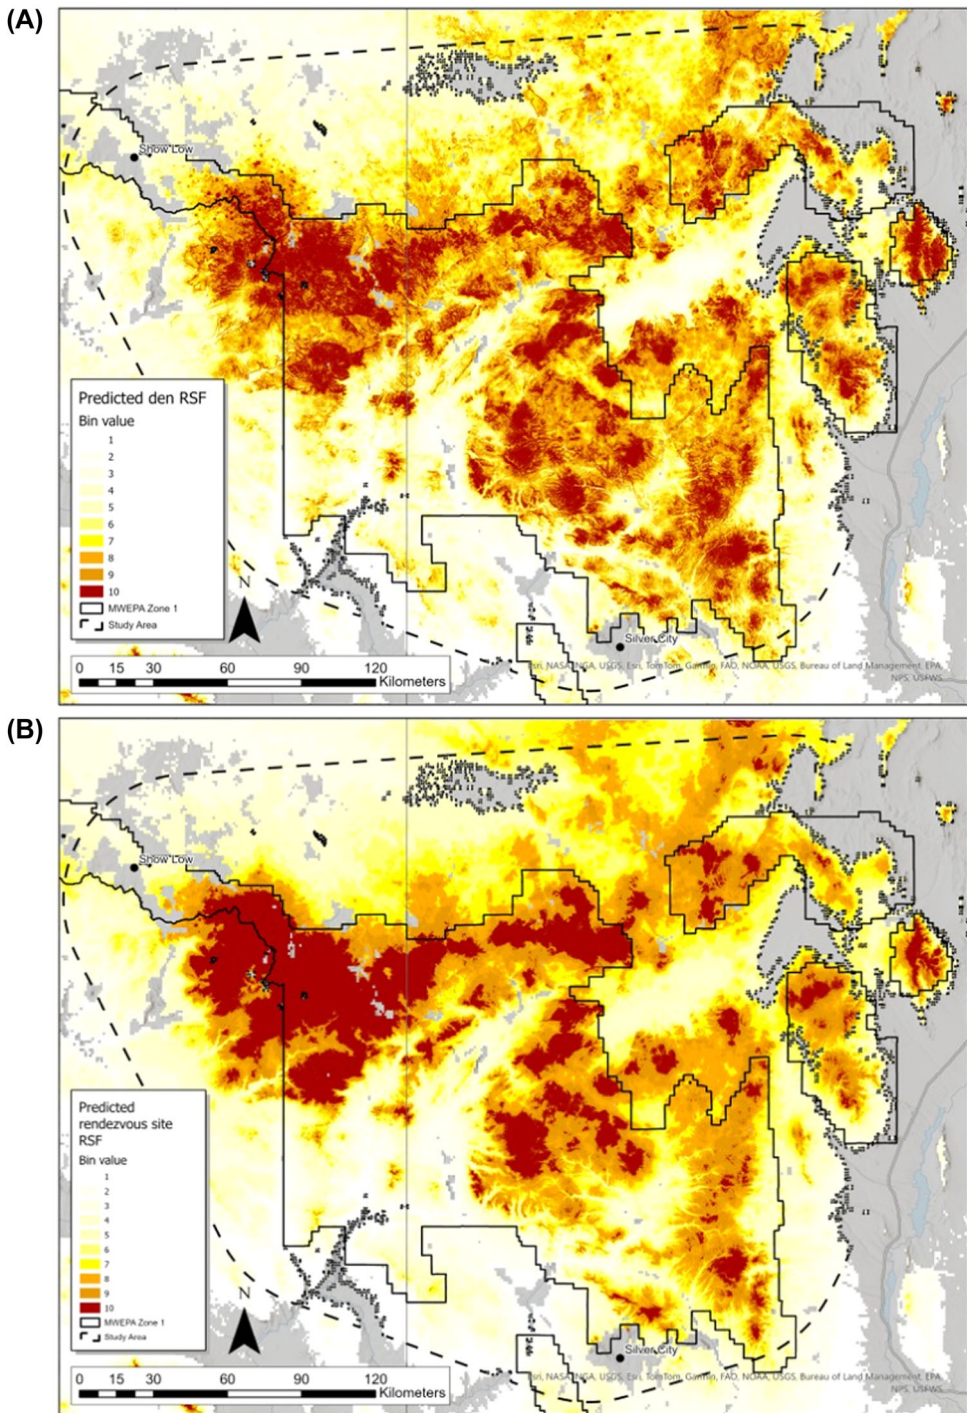 (A)
Show Low
Predicted den RSF
Bin value
1
2
3
4
5
6
7
8
9
10
MWEPA Zone 1
Study Area
N
0 15 30 60 90 120
Kilometers
Silver City
Esri, NASA, NGA, USGS, Esri, TomTom, Garmin, FAO, NOAA, USGS, Bureau of Land Management, EPA,
NPS, USFWS
(B)
Show Low
Predicted
rendezvous site
RSF
Bin value
1
2
3
4
5
6
7
8
9
10
MWEPA Zone 1
Study Area
N
0 15 30 60 90 120
Kilometers
Silver City
Esri, NASA, NGA, USGS, Esri, TomTom, Garmin, FAO, NOAA, USGS, Bureau of Land Management, EPA,
NPS, USFWS